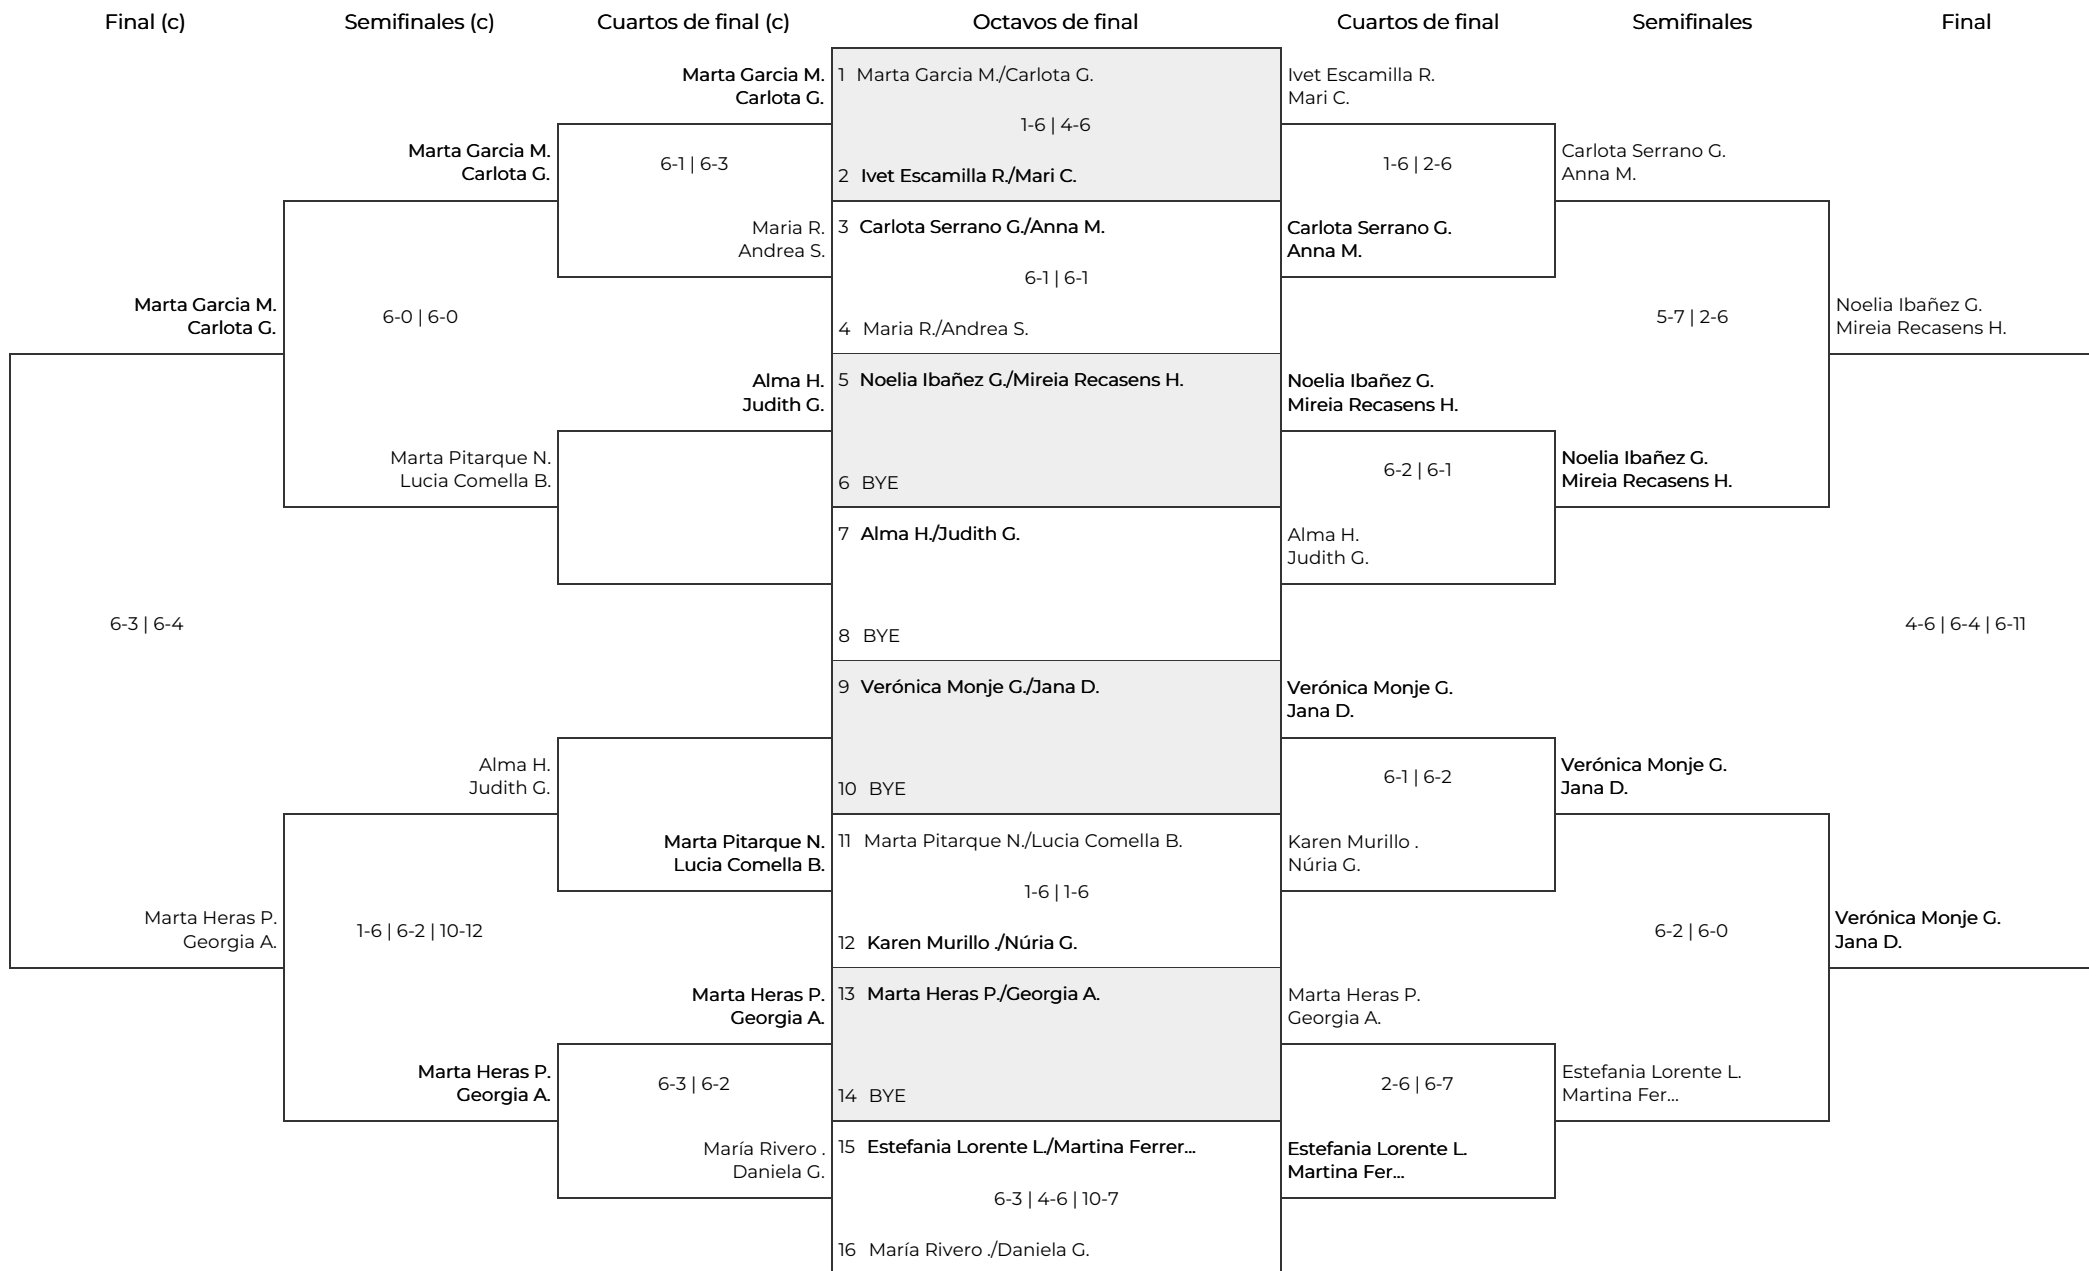 Final (c)
Semifinales (c)
Cuartos de final (c)
Octavos de final
Cuartos de final
Semifinales
Final
Marta Garcia M.
Carlota G.
6-3 | 6-4
Marta Heras P.
Georgia A.
Marta Garcia M.
Carlota G.
6-0 | 6-0
Marta Pitarque N.
Lucia Comella B.
Alma H.
Judith G.
1-6 | 6-2 | 10-12
Marta Heras P.
Georgia A.
Marta Garcia M.
Carlota G.
6-1 | 6-3
Maria R.
Andrea S.
Alma H.
Judith G.
Marta Pitarque N.
Lucia Comella B.
Marta Heras P.
Georgia A.
6-3 | 6-2
María Rivero .
Daniela G.
1 Marta Garcia M./Carlota G.
1-6 | 4-6
2 Ivet Escamilla R./Mari C.
3 Carlota Serrano G./Anna M.
6-1 | 6-1
4 Maria R./Andrea S.
5 Noelia Ibañez G./Mireia Recasens H.
6 BYE
7 Alma H./Judith G.
8 BYE
9 Verónica Monje G./Jana D.
10 BYE
11 Marta Pitarque N./Lucia Comella B.
1-6 | 1-6
12 Karen Murillo ./Núria G.
13 Marta Heras P./Georgia A.
14 BYE
15 Estefania Lorente L./Martina Ferrer...
6-3 | 4-6 | 10-7
16 María Rivero ./Daniela G.
Ivet Escamilla R.
Mari C.
1-6 | 2-6
Carlota Serrano G.
Anna M.
Noelia Ibañez G.
Mireia Recasens H.
6-2 | 6-1
Alma H.
Judith G.
Verónica Monje G.
Jana D.
6-1 | 6-2
Karen Murillo .
Núria G.
Marta Heras P.
Georgia A.
2-6 | 6-7
Estefania Lorente L.
Martina Fer...
Carlota Serrano G.
Anna M.
5-7 | 2-6
Noelia Ibañez G.
Mireia Recasens H.
Verónica Monje G.
Jana D.
6-2 | 6-0
Estefania Lorente L.
Martina Fer...
Noelia Ibañez G.
Mireia Recasens H.
4-6 | 6-4 | 6-11
Verónica Monje G.
Jana D.